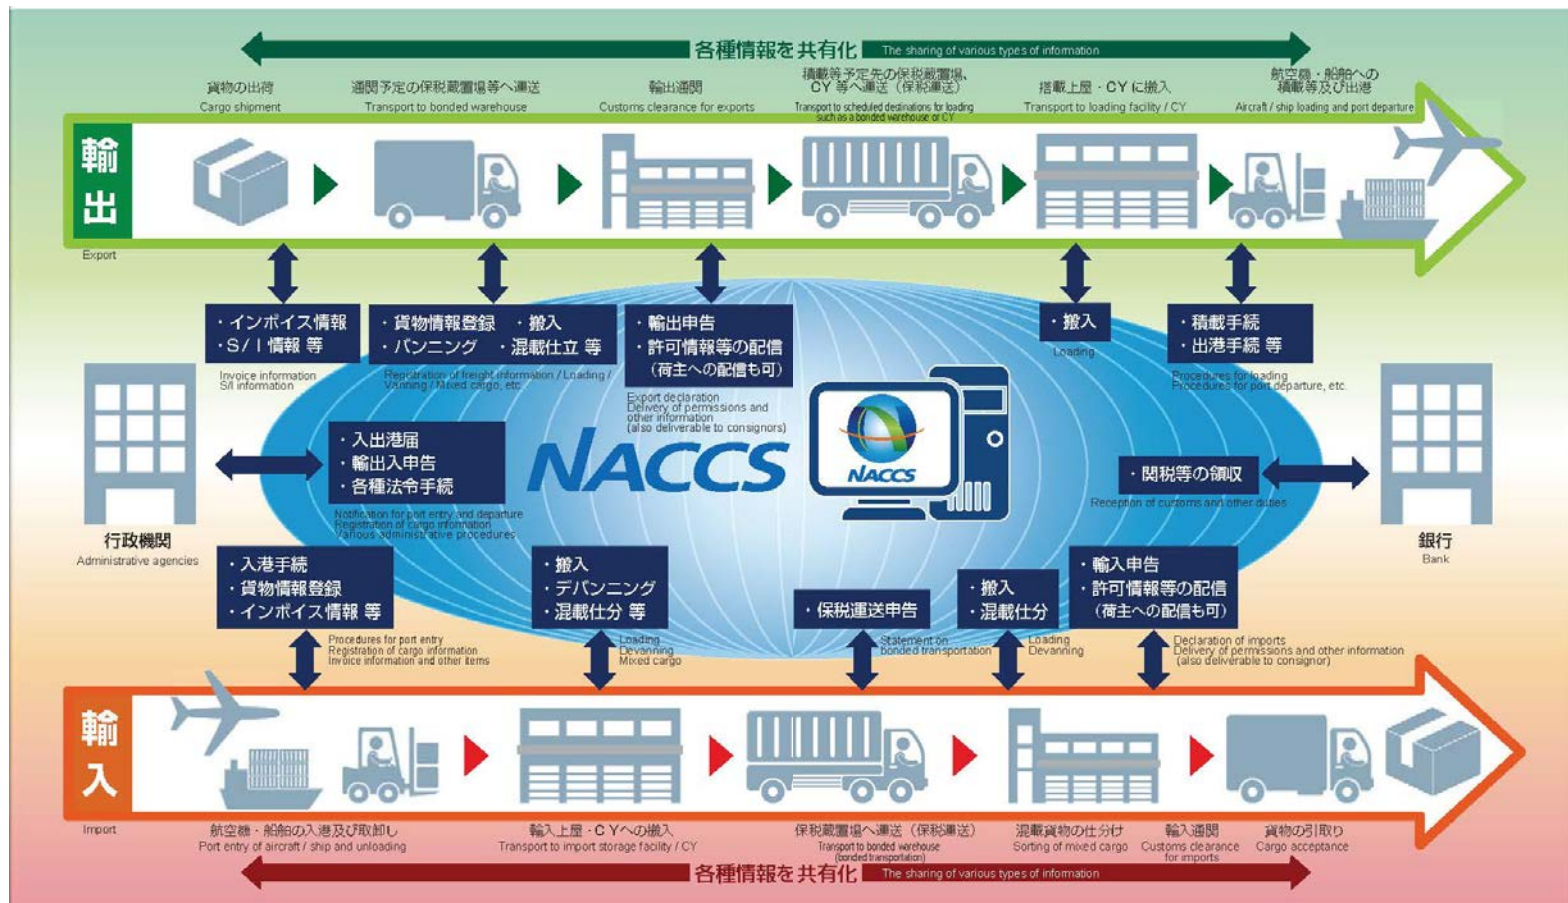 各種情報を共有化 The sharing of various types of information
貨物の出荷
Cargo shipment
通関予定の保税蔵置場等へ運送
Transport to bonded warehouse
輸出通関
Customs clearance for exports
積載等予定先の保税蔵置場、
CY 等へ運送（保税運送）
Transport to scheduled destinations for loading
such as a bonded warehouse or CY
搭載上屋・CY に搬入
Transport to loading facility / CY
航空機・船舶への
積載等及び出港
Aircraft / ship loading and port departure
輸出
Export
・インボイス情報
・S/I 情報 等
Invoice information
S/I information
・貨物情報登録 ・搬入
・バンニング ・混載仕立 等
Registration of freight information / Loading /
Vanning / Mixed cargo, etc
・輸出申告
・許可情報等の配信
（荷主への配信も可）
Export declaration
Delivery of permissions and
other information
(also deliverable to consignors)
・搬入
Loading
・積載手続
・出港手続 等
Procedures for loading
Procedures for port departure, etc.
行政機関
Administrative agencies
・入出港届
・輸出入申告
・各種法令手続
Notification for port entry and departure
Registration of cargo information
Various administrative procedures
NACCS
NACCS
・関税等の領収
Reception of customs and other duties
銀行
Bank
・入港手続
・貨物情報登録
・インボイス情報 等
Procedures for port entry
Registration of cargo information
Invoice information and other items
・搬入
・デバンニング
・混載仕分 等
Loading
Devanning
Mixed cargo
・保税運送申告
Statement on
bonded transportation
・搬入
・混載仕分
Loading
Devanning
・輸入申告
・許可情報等の配信
（荷主への配信も可）
Declaration of imports
Delivery of permissions and other information
(also deliverable to consignor)
輸入
Import
航空機・船舶の入港及び取卸し
Port entry of aircraft / ship and unloading
輸入上屋・CYへの搬入
Transport to import storage facility / CY
保税蔵置場へ運送（保税運送）
Transport to bonded warehouse
(bonded transportation)
混載貨物の仕分け
Sorting of mixed cargo
輸入通関
Customs clearance
for imports
貨物の引取り
Cargo acceptance
各種情報を共有化 The sharing of various types of information